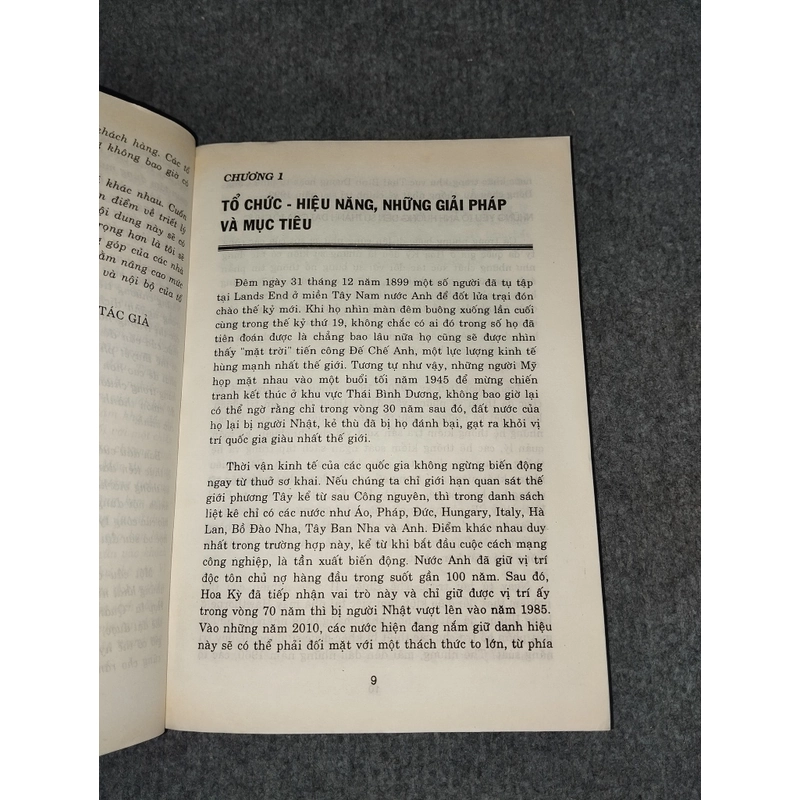 khách hàng. Các tổ
không bao giờ có
khác nhau. Cuốn
điểm về triết lý
nội dung này sẽ có
trọng hơn là tôi sẽ
góp của các nhà
nâng cao mức
và nội bộ của tổ
TÁC GIẢ
CHƯƠNG 1
TỔ CHỨC - HIỆU NĂNG, NHỮNG GIẢI PHÁP
VÀ MỤC TIÊU
Đêm ngày 31 tháng 12 năm 1899 một số người đã tụ tập
tại Lands End ở miền Tây Nam nước Anh để đốt lửa trại đón
chào thế kỷ mới. Khi họ nhìn màn đêm buông xuống lần cuối
cùng trong thế kỷ thứ 19, không chắc có ai đó trong số họ đã
tiên đoán được là chẳng bao lâu nữa họ cũng sẽ được nhìn
thấy "mặt trời" tiến công Đế Chế Anh, một lực lượng kinh tế
hùng mạnh nhất thế giới. Tương tự như vậy, những người Mỹ
họp mặt nhau vào một buổi tối năm 1945 để mừng chiến
tranh kết thúc ở khu vực Thái Bình Dương, không bao giờ lại
có thể ngờ rằng chỉ trong vòng 30 năm sau đó, đất nước của
họ lại bị người Nhật, kẻ thù đã bị họ đánh bại, gạt ra khỏi vị
trí quốc gia giàu nhất thế giới.
Thời vận kinh tế của các quốc gia không ngừng biến động
ngay từ thuở sơ khai. Nếu chúng ta chỉ giới hạn quan sát thế
giới phương Tây kể từ sau Công nguyên, thì trong danh sách
liệt kê chỉ có các nước như Áo, Pháp, Đức, Hungary, Italy, Hà
Lan, Bồ Đào Nha, Tây Ban Nha và Anh. Điểm khác nhau duy
nhất trong trường hợp này, kể từ khi bắt đầu cuộc cách mạng
công nghiệp, là tần xuất biến động. Nước Anh đã giữ vị trí
độc tôn chủ nợ hàng đầu trong suốt gần 100 năm. Sau đó,
Hoa Kỳ đã tiếp nhận vai trò này và chỉ giữ được vị trí ấy
trong vòng 70 năm thì bị người Nhật vượt lên vào năm 1985.
Vào những năm 2010, các nước hiện đang nắm giữ danh hiệu
này sẽ có thể phải đối mặt với một thách thức to lớn, từ phía
9